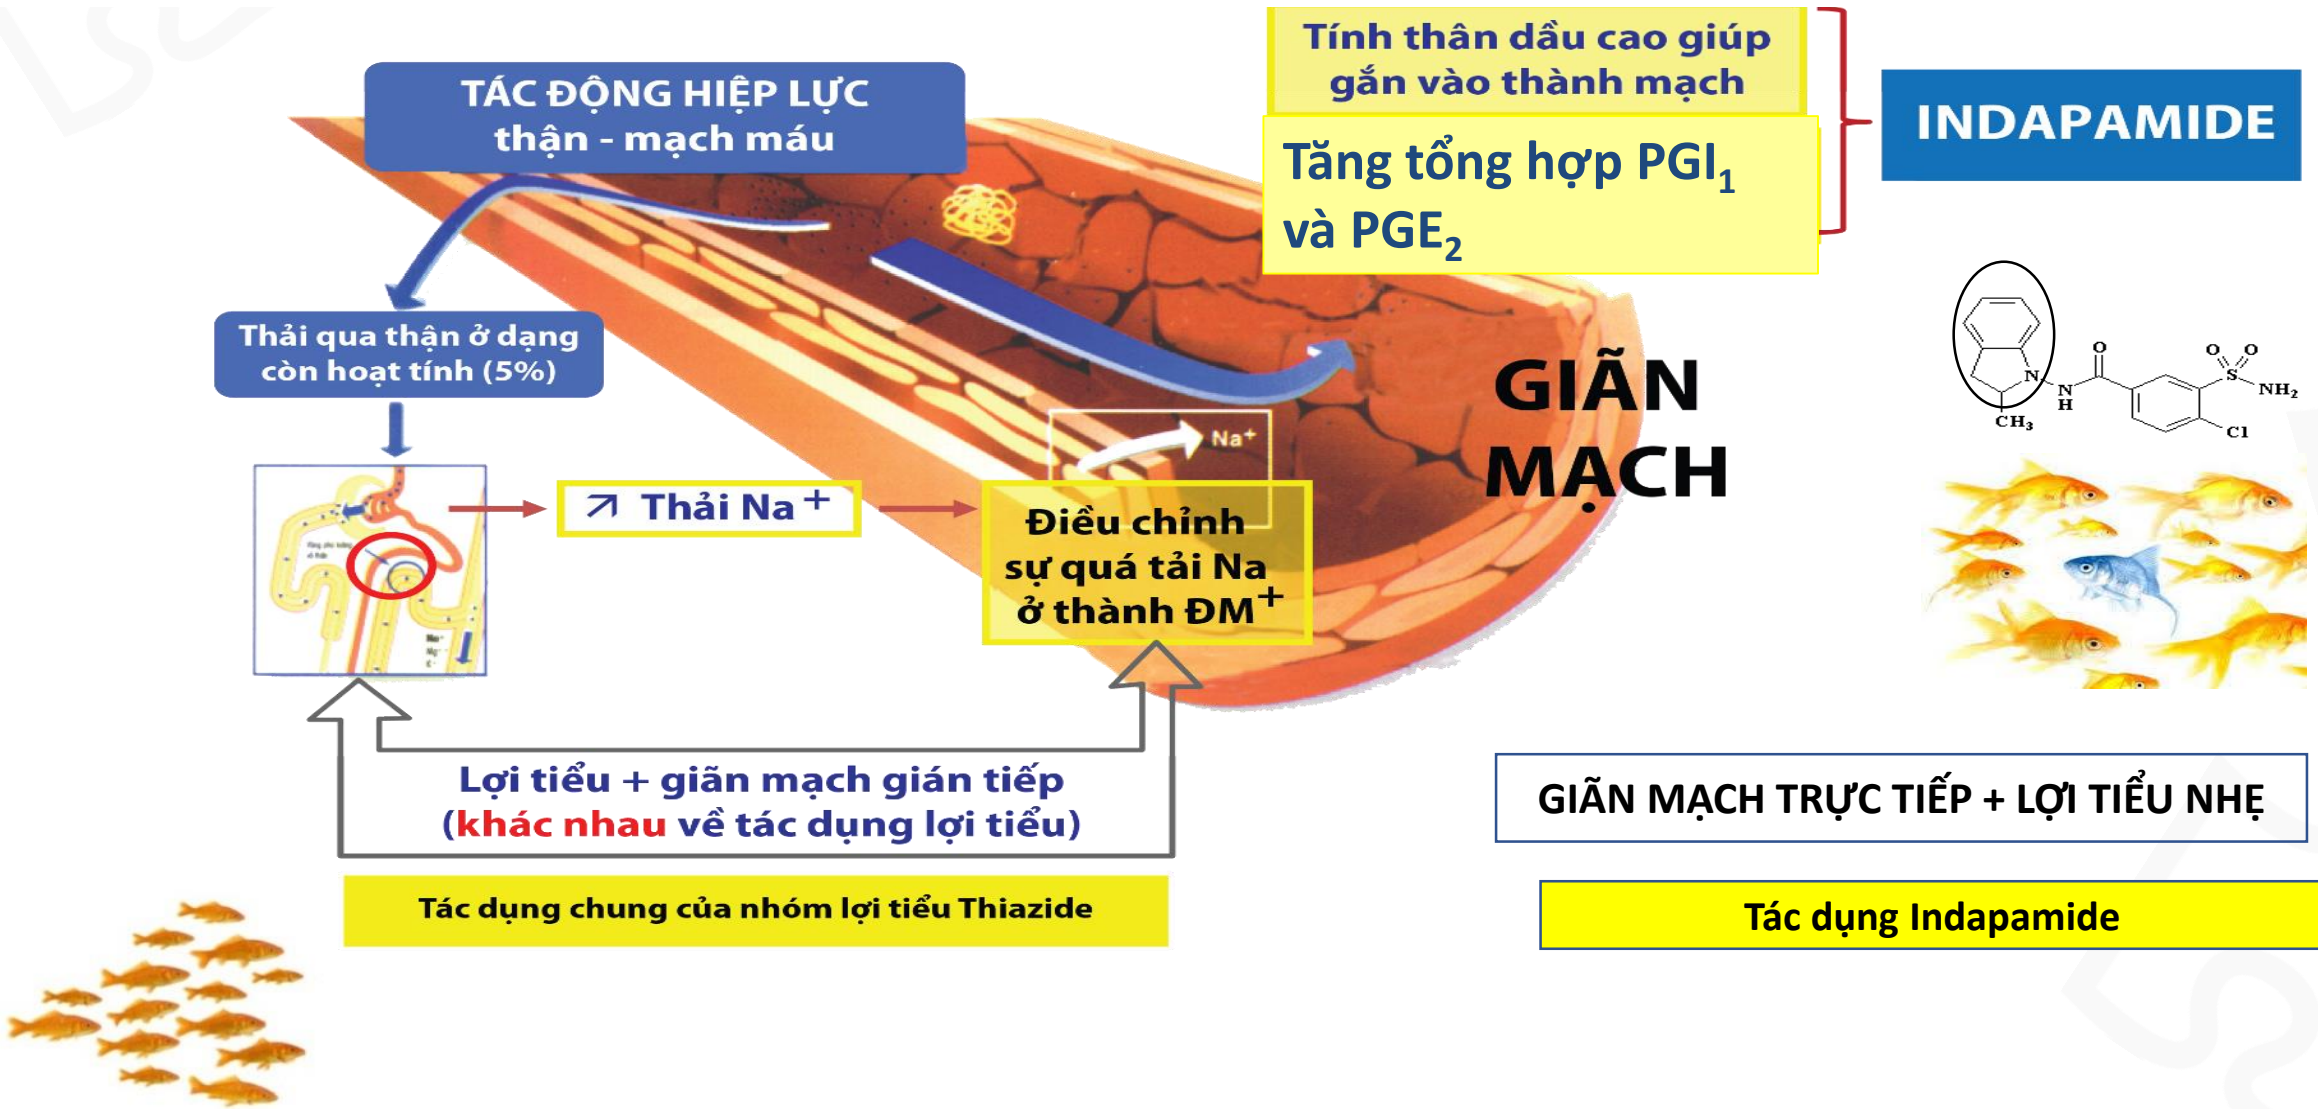 Tính thân dầu cao giúp
gắn vào thành mạch
TÁC ĐỘNG HIỆP LỰC
thận - mạch máu
INDAPAMIDE
Tăng tổng hợp PGI₁
và PGE₂
Thải qua thận ở dạng
còn hoạt tính (5%)
GIÃN
MẠCH
O
O
O
N
N
H
S
NH₂
CH₃
Cl
Na⁺
↗ Thải Na⁺
Điều chỉnh
sự quá tải Na
ở thành ĐM⁺
Lợi tiểu + giãn mạch gián tiếp
(khác nhau về tác dụng lợi tiểu)
GIÃN MẠCH TRỰC TIẾP + LỢI TIỂU NHẸ
Tác dụng chung của nhóm lợi tiểu Thiazide
Tác dụng Indapamide